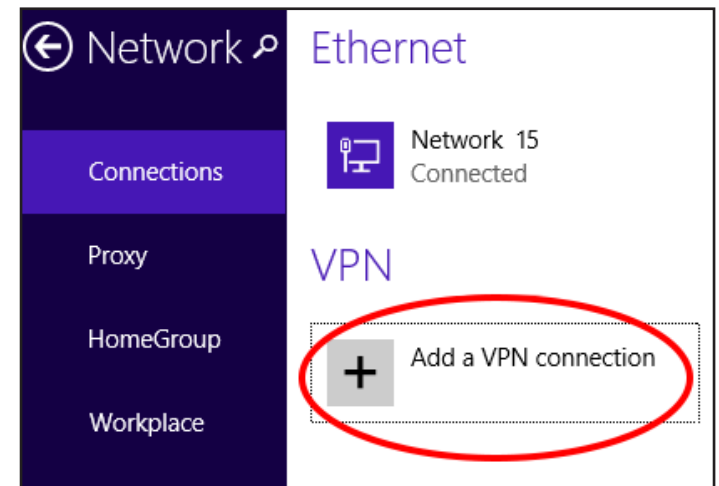 Network
Connections
Proxy
HomeGroup
Workplace
Ethernet
Network 15
Connected
VPN
Add a VPN connection